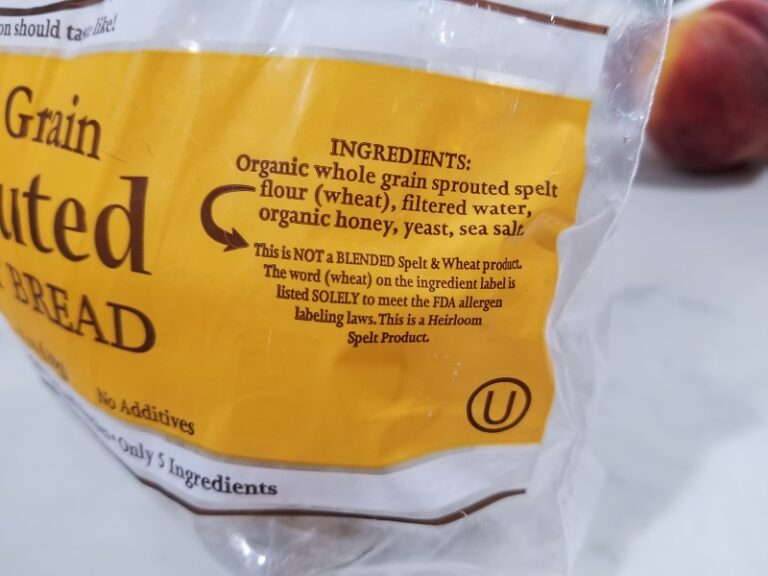 on should taste like!
Grain
uted
BREAD
No Additives
Only 5 Ingredients
INGREDIENTS:
Organic whole grain sprouted spelt
flour (wheat), filtered water,
organic honey, yeast, sea salt.
This is NOT a BLENDED Spelt & Wheat product.
The word (wheat) on the ingredient label is
listed SOLELY to meet the FDA allergen
labeling laws. This is a Heirloom
Spelt Product.
U